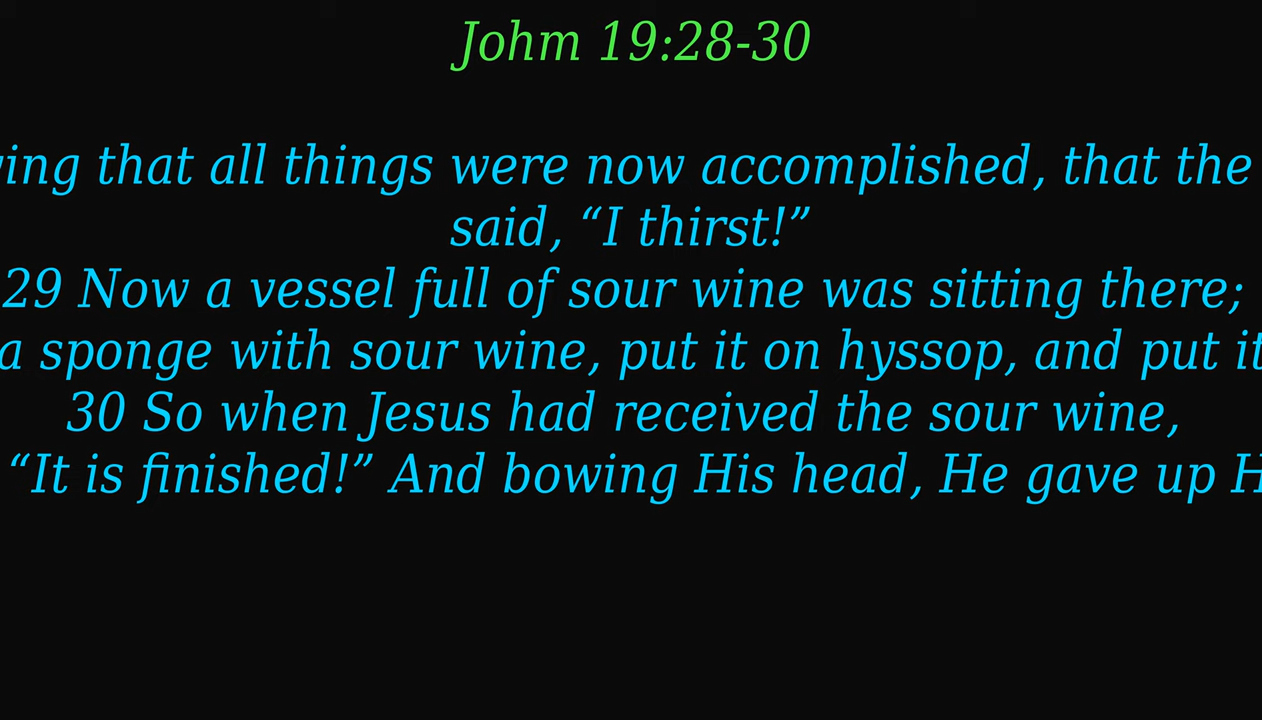 Johm 19:28-30
ing that all things were now accomplished, that the
said, “I thirst!”
29 Now a vessel full of sour wine was sitting there;
a sponge with sour wine, put it on hyssop, and put it
30 So when Jesus had received the sour wine,
“It is finished!” And bowing His head, He gave up H